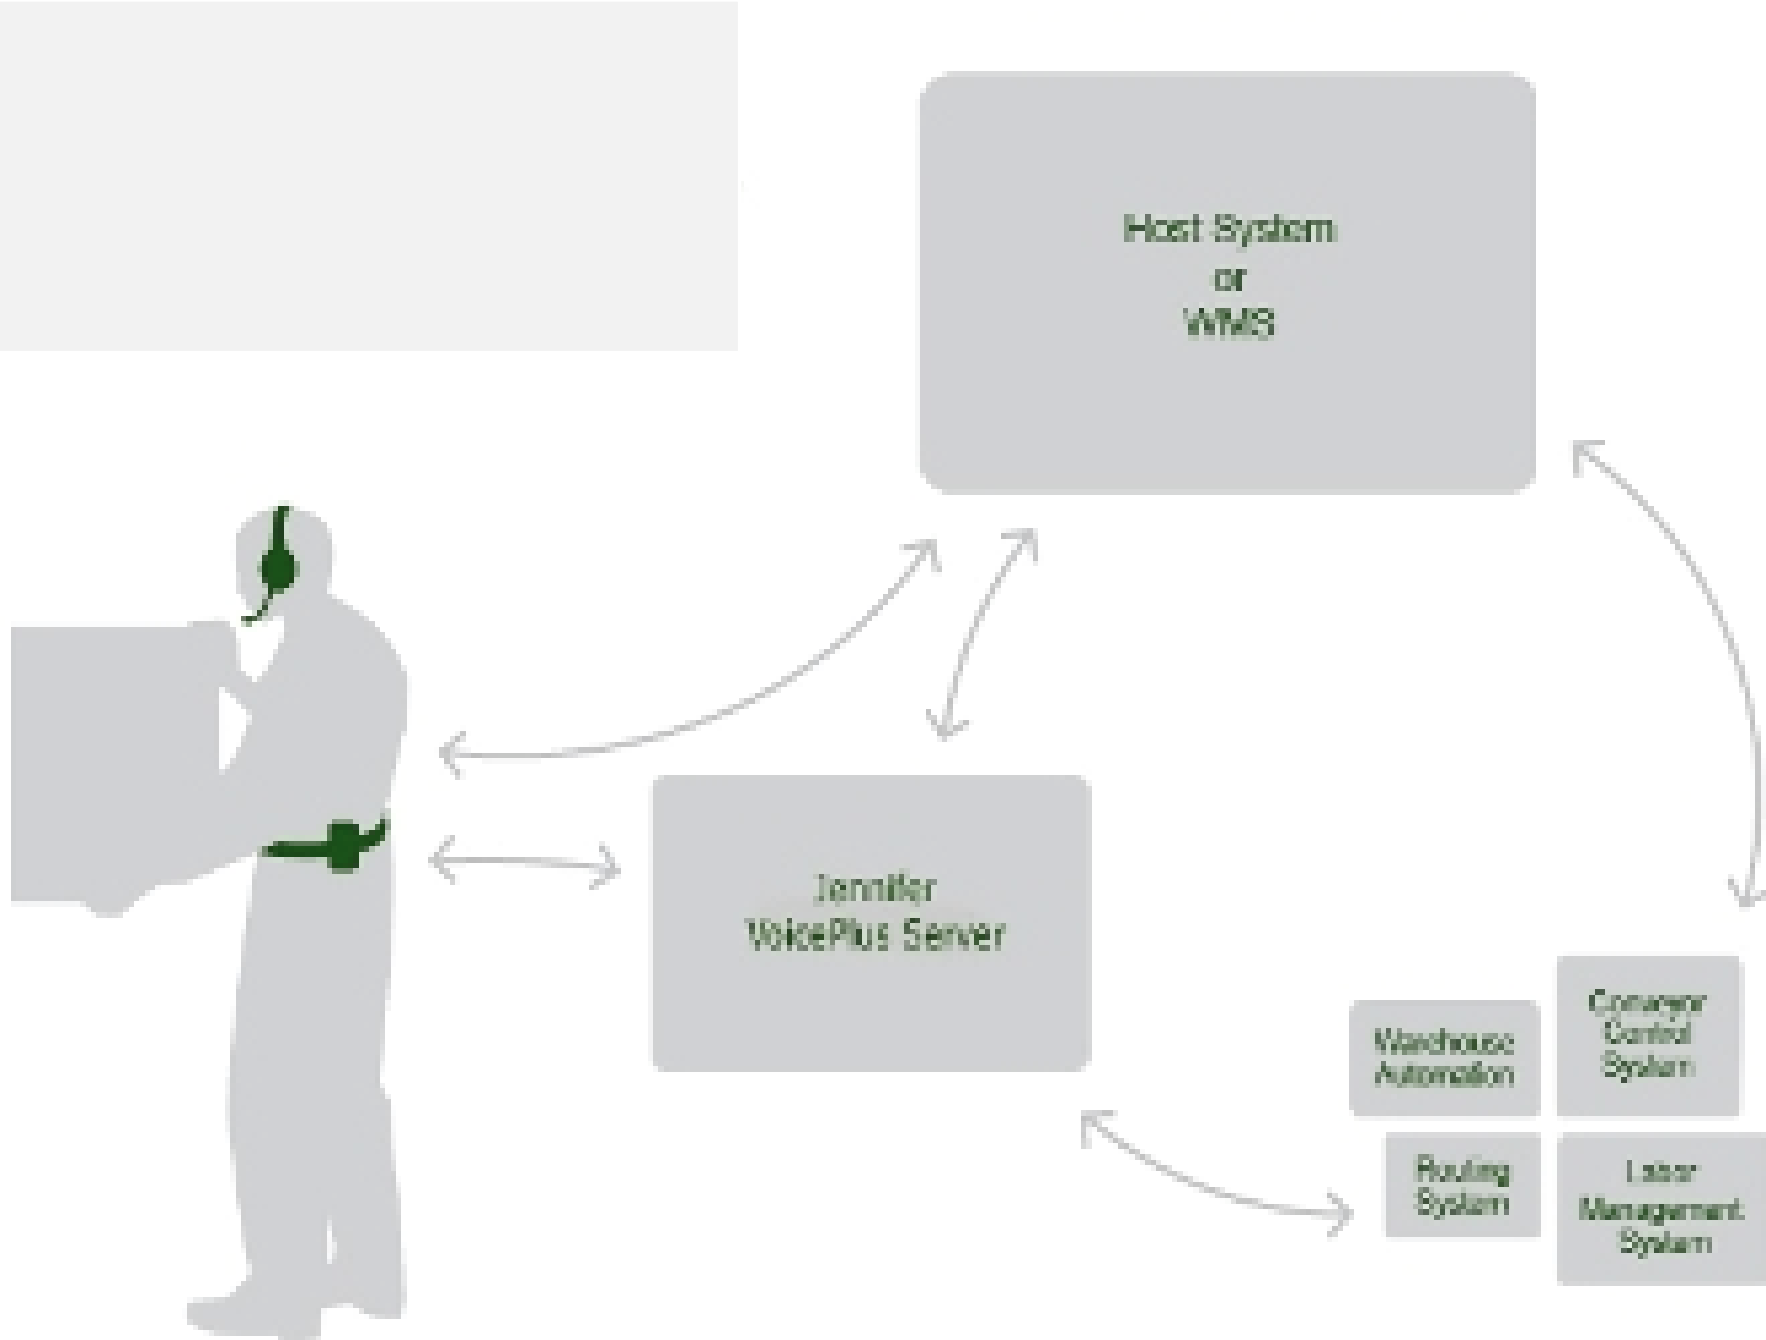 Host System
or
WMS
Jennifer
VoicePlus Server
Warehouse
Automation
Conveyor
Control
System
Routing
System
Labor
Management
System